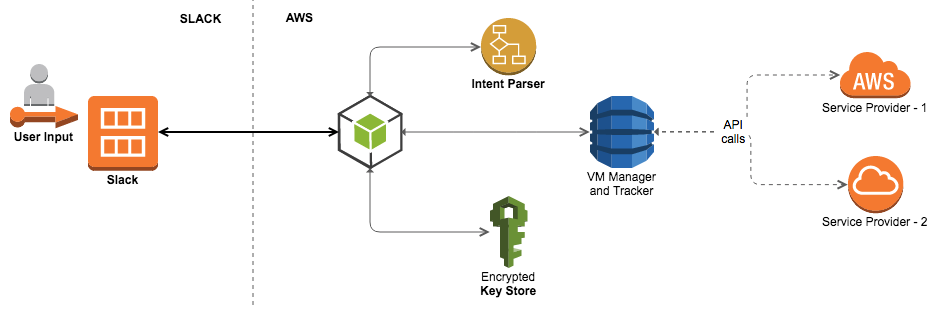 SLACK
AWS
Intent Parser
AWS
Service Provider - 1
User Input
API
calls
Slack
VM Manager
and Tracker
Service Provider - 2
Encrypted
Key Store